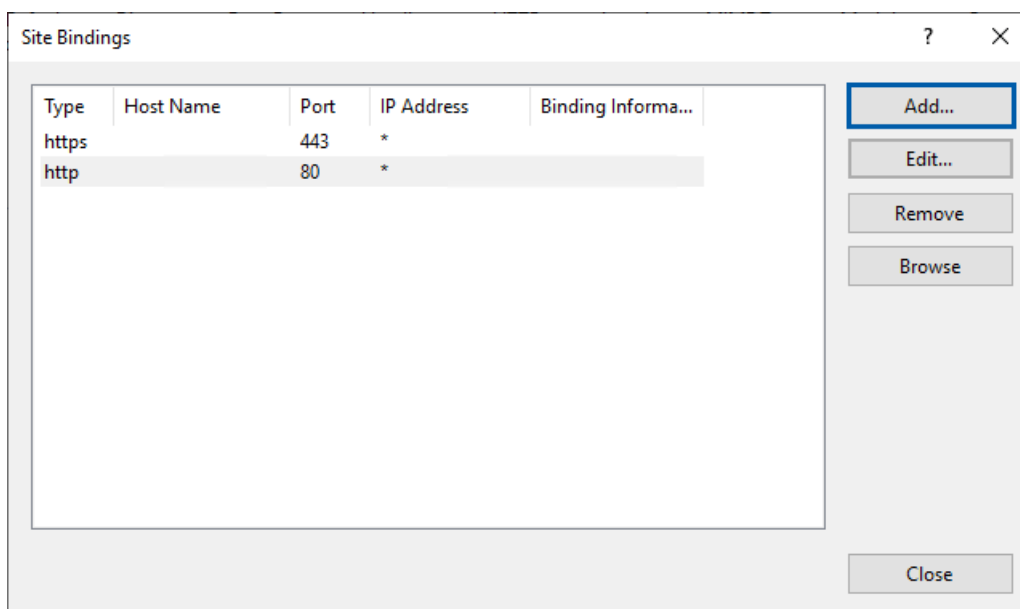 Site Bindings ?
Type Host Name Port IP Address Binding Informa...
https 443 *
http 80 *
Add...
Edit...
Remove
Browse
Close